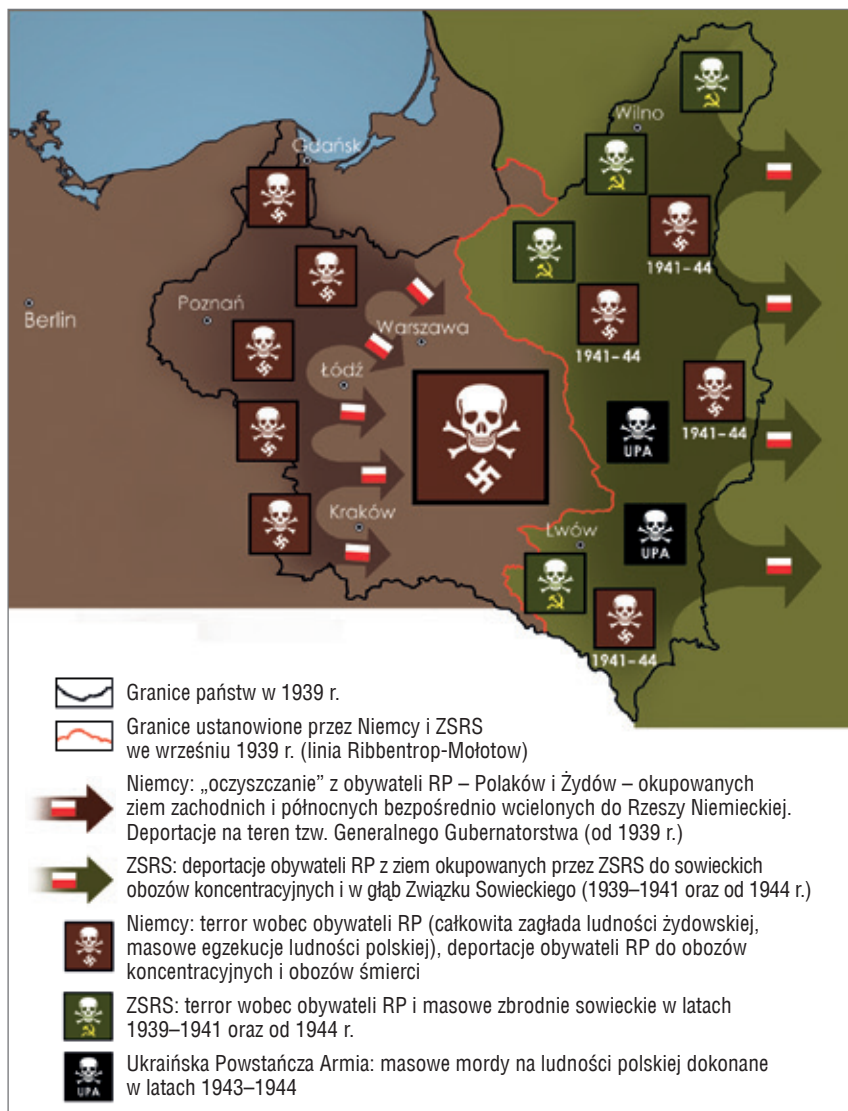 Gdańsk
Wilno
1941–44
Poznań
Berlin
Warszawa
1941–44
Łódź
1941–44
UPA
Kraków
Lwów
UPA
1941–44
Granice państw w 1939 r.
Granice ustanowione przez Niemcy i ZSRS
we wrześniu 1939 r. (linia Ribbentrop-Mołotow)
Niemcy: „oczyszczanie” z obywateli RP – Polaków i Żydów – okupowanych
ziem zachodnich i północnych bezpośrednio wcielonych do Rzeszy Niemieckiej.
Deportacje na teren tzw. Generalnego Gubernatorstwa (od 1939 r.)
ZSRS: deportacje obywateli RP z ziem okupowanych przez ZSRS do sowieckich
obozów koncentracyjnych i w głąb Związku Sowieckiego (1939–1941 oraz od 1944 r.)
Niemcy: terror wobec obywateli RP (całkowita zagłada ludności żydowskiej,
masowe egzekucje ludności polskiej), deportacje obywateli RP do obozów
koncentracyjnych i obozów śmierci
ZSRS: terror wobec obywateli RP i masowe zbrodnie sowieckie w latach
1939–1941 oraz od 1944 r.
UPA
Ukraińska Powstańcza Armia: masowe mordy na ludności polskiej dokonane
w latach 1943–1944